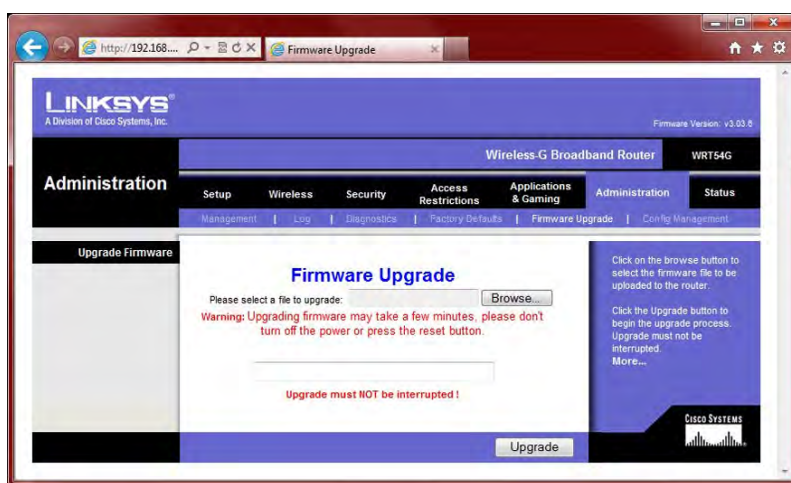 http://192.168....
Firmware Upgrade
LINKSYS®
A Division of Cisco Systems, Inc.
Firmware Version: v3.03.6
Wireless-G Broadband Router
WRT54G
Administration
Setup
Wireless
Security
Access Restrictions
Applications & Gaming
Administration
Status
Management | Log | Diagnostics | Factory Defaults | Firmware Upgrade | Config Management
Upgrade Firmware
Firmware Upgrade
Please select a file to upgrade:
Browse...
Warning: Upgrading firmware may take a few minutes, please don't
turn off the power or press the reset button.
Upgrade must NOT be interrupted !
Upgrade
Click on the browse button to
select the firmware file to be
uploaded to the router.
Click the Upgrade button to
begin the upgrade process.
Upgrade must not be
interrupted.
More...
CISCO SYSTEMS